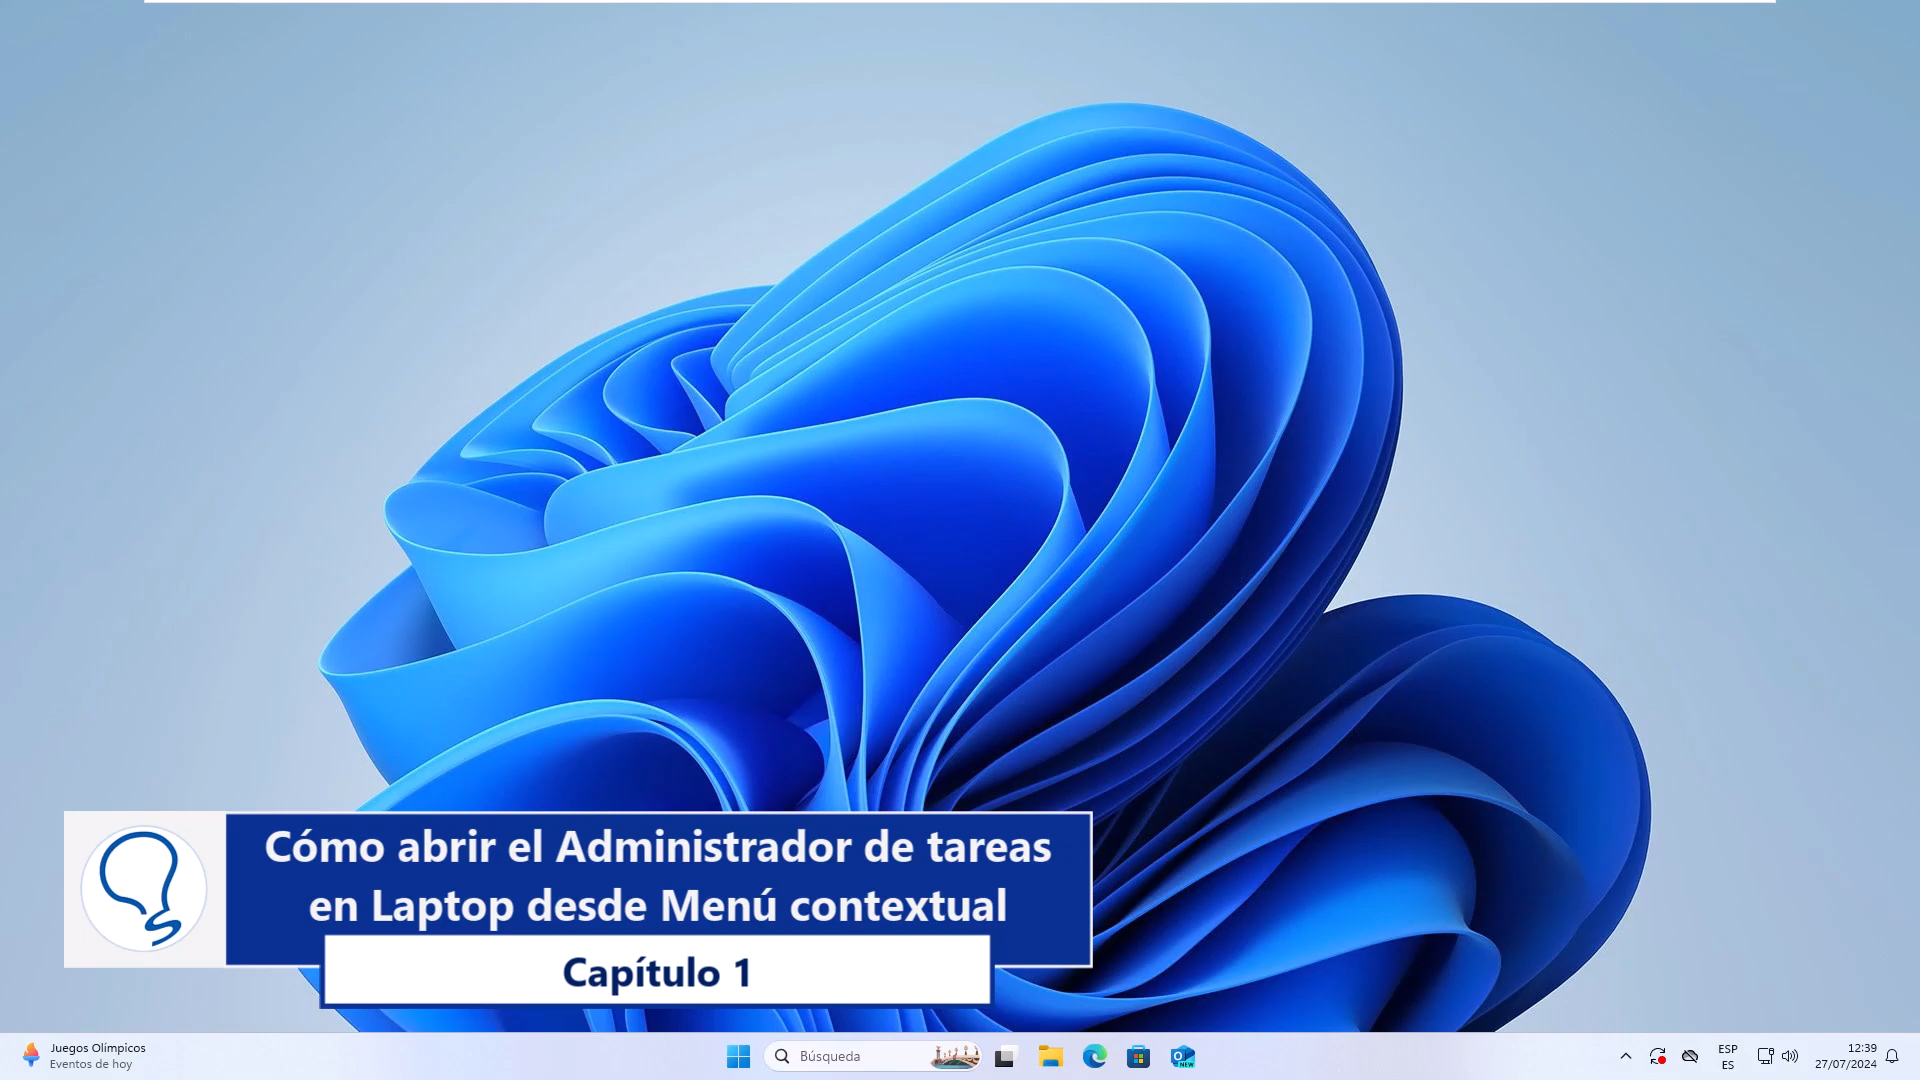 Cómo abrir el Administrador de tareas
en Laptop desde Menú contextual
Capítulo 1
Juegos Olímpicos
Eventos de hoy
Búsqueda
NEW
ESP
ES
12:39
27/07/2024